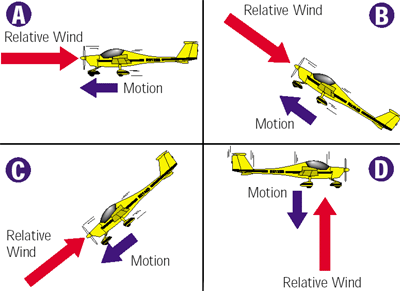 A
Relative Wind
Motion
B
Relative Wind
Motion
C
Relative
Wind
Motion
D
Motion
Relative Wind